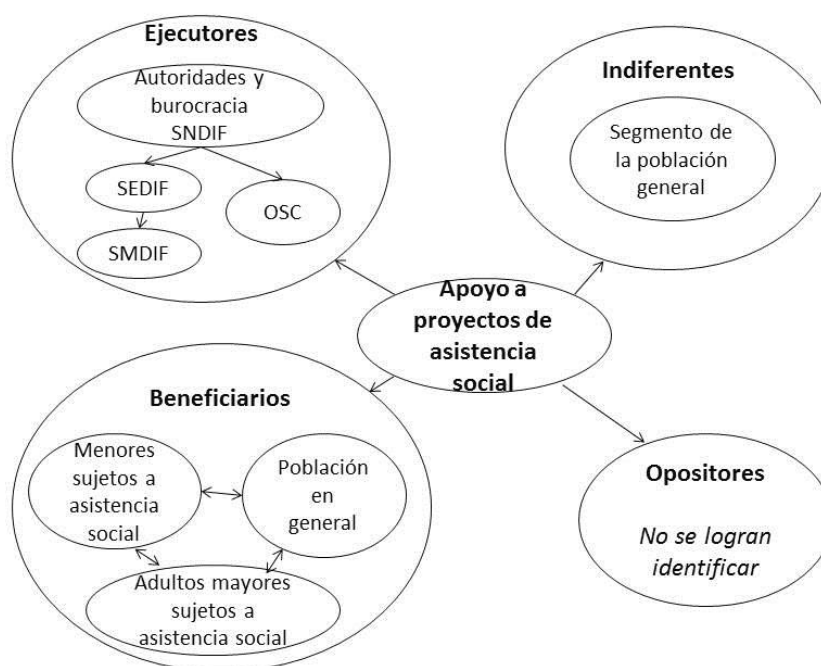 Ejecutores
Autoridades y
burocracia
SNDIF
SEDIF
OSC
SMDIF
Indiferentes
Segmento de
la población
general
Apoyo a
proyectos de
asistencia
social
Beneficiarios
Menores
sujetos a
asistencia
social
Población
en
general
Adultos mayores
sujetos a
asistencia social
Opositores
No se logran
identificar